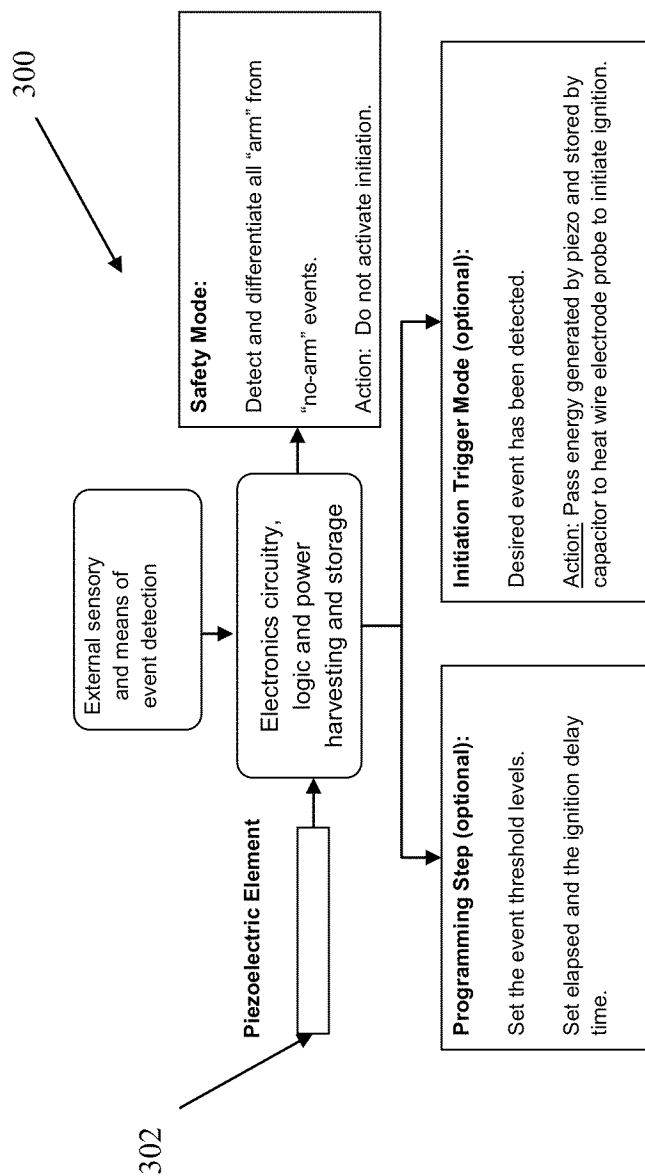 300
External sensory
and means of
event detection
Safety Mode:
Detect and differentiate all "arm" from
"no-arm" events.
Action: Do not activate initiation.
Electronics circuitry,
logic and power
harvesting and storage
Piezoelectric Element
302
Programming Step (optional):
Set the event threshold levels.
Set elapsed and the ignition delay
time.
Initiation Trigger Mode (optional):
Desired event has been detected.
Action: Pass energy generated by piezo and stored by
capacitor to heat wire electrode probe to initiate ignition.